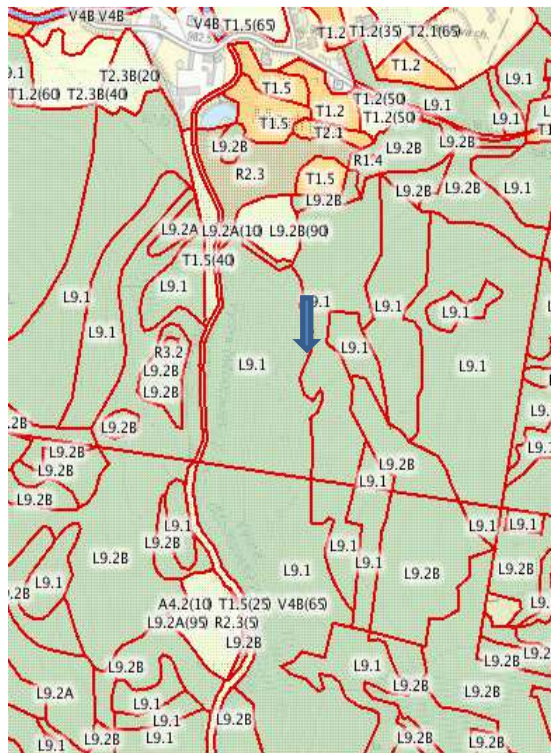 V4B V4B
V4B T1.5(65)
T1.2
T1.2(35)
T2.1(65)
982.5
T2.3B(20)
T1.2
L9.1
9.1
T1.2(60)
T2.3B(40)
T1.5
T1.2(50)
T1.2
T1.5
T1.2(50)
L9.1
L9.1
T2.1
L9.2B
L9.2B
L9.2B
R1.4
R2.3
T1.5
L9.2B
L9.2B
L9.2B
L9.1
L9.2A
L9.2A(10)
L9.2B(90)
T1.5(40)
L9.1
L9.1
L9.1
L9.1
L9.1
L9.1
R3.2
L9.1
L9.1
L9.1
L9.2B
L9.2B
L9.1
L9.2B
L9.2B
L9.2B
L9.2B
L9.1
L9.2B
L9.1
L9.1
L9.1
L9.2B
L9.1
L9.2B
L9.1
L9.1
L9.1
L9.2B
L9.2B
A4.2(10)
T1.5(25)
V4B(65)
L9.2A(95)
R2.3(5)
L9.2B
L9.2B
L9.1
L9.2B
L9.2B
L9.2A
L9.1
L9.2B
L9.2B
L9.1
L9.2B
L9.2B
L9.1
L9.2B